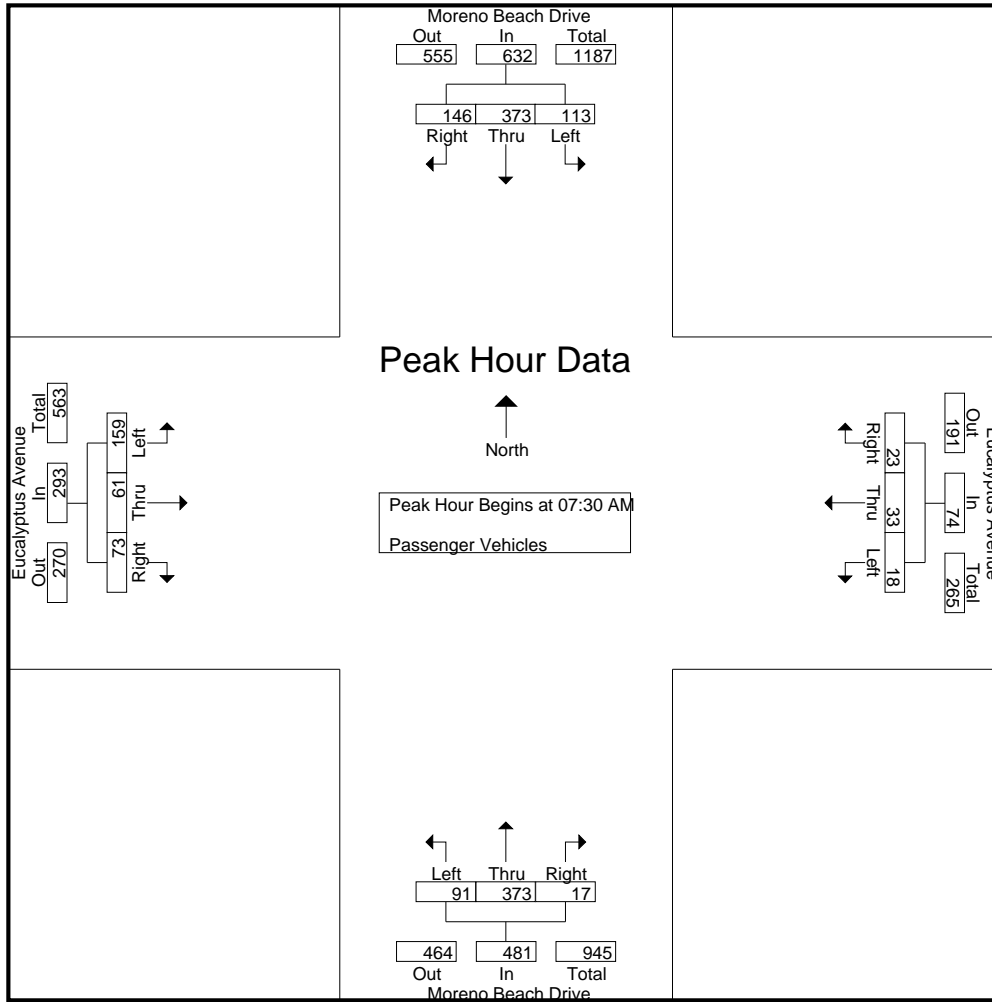 Moreno Beach Drive
Out In Total
555 632 1187
146 373 113
Right Thru Left
Peak Hour Data
North
Peak Hour Begins at 07:30 AM
Passenger Vehicles
Eucalyptus Avenue
Out In Total
270 293 563
159 61 73
Left Thru Right
Eucalyptus Avenue
Out In Total
191 74 265
23 33 18
Right Thru Left
Left Thru Right
91 373 17
464 481 945
Out In Total
Moreno Beach Drive